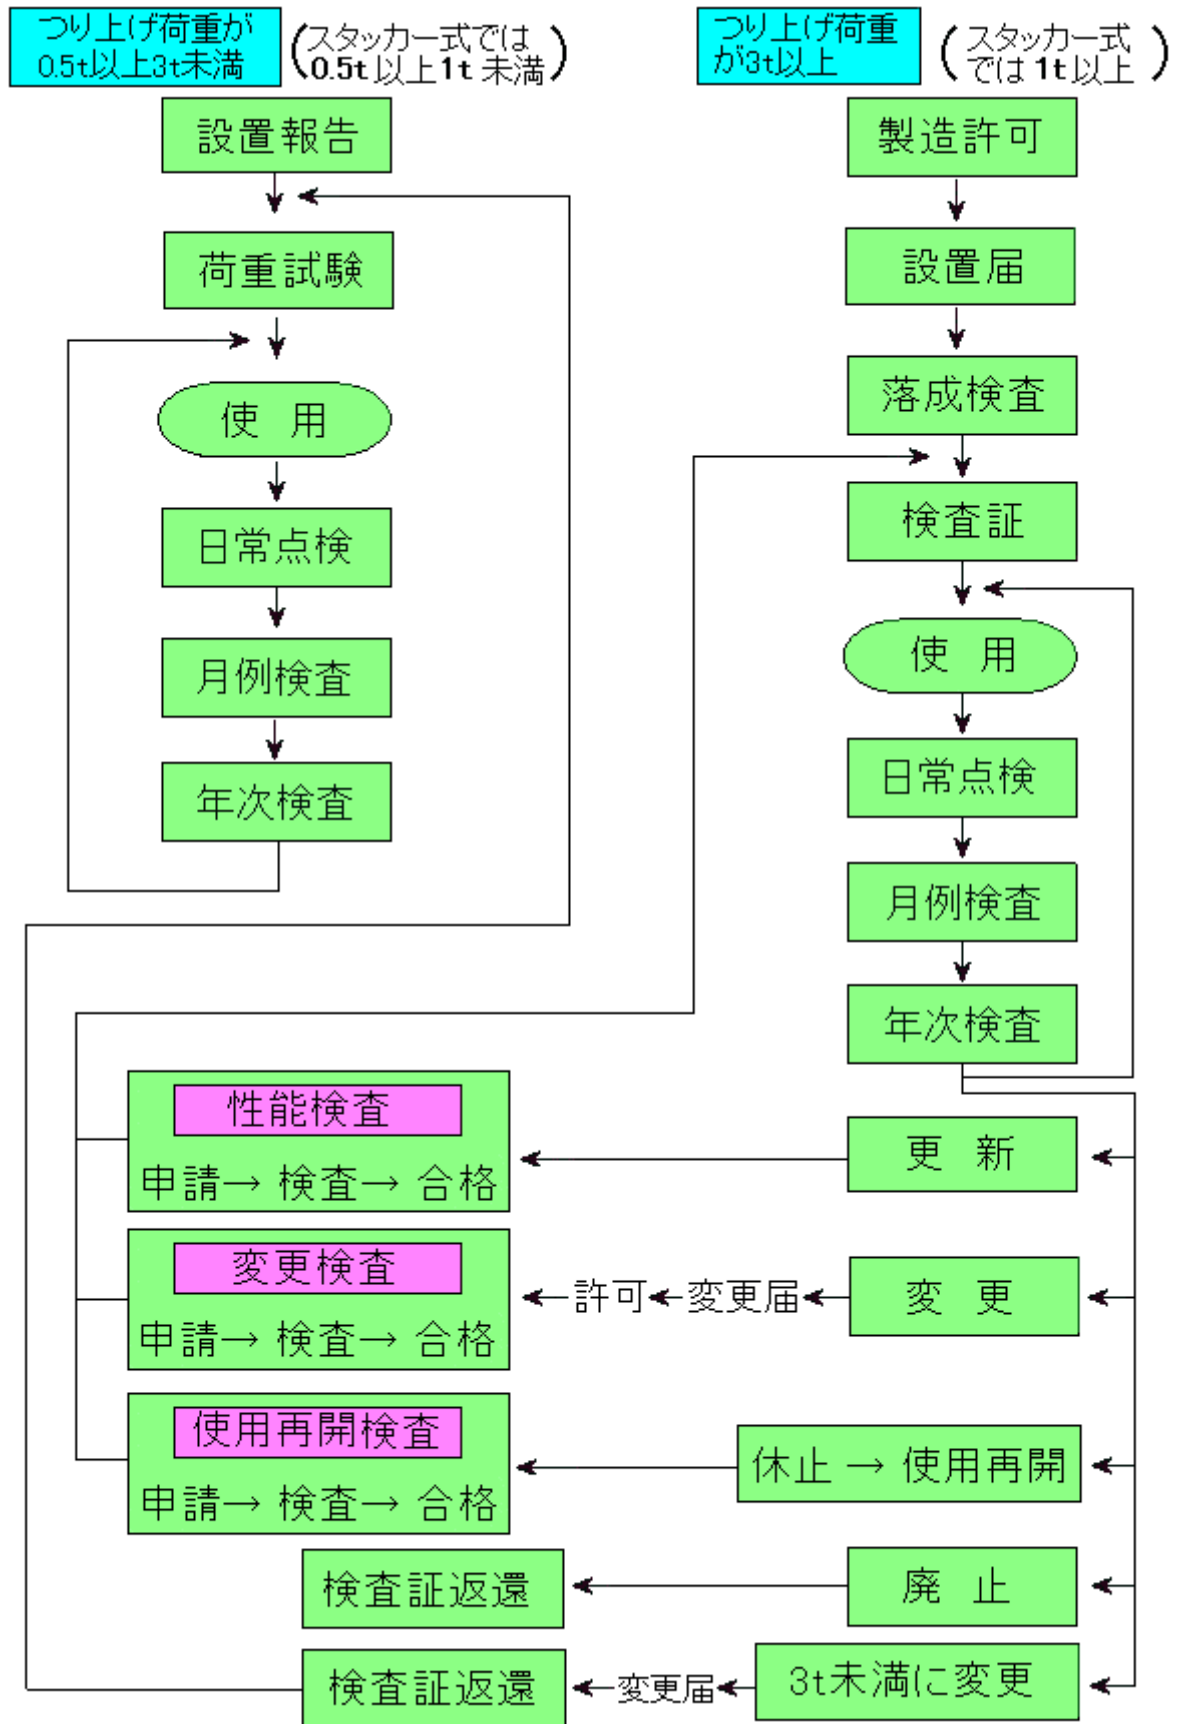 つり上げ荷重が
0.5t以上3t未満
(スタッカー式では
0.5t以上1t未満)
設置報告
荷重試験
使 用
日常点検
月例検査
年次検査
つり上げ荷重
が3t以上
(スタッカー式
では1t以上)
製造許可
設置届
落成検査
検査証
使 用
日常点検
月例検査
年次検査
性能検査
申請→検査→合格
更 新
変更検査
申請→検査→合格
許可
変更届
変 更
使用再開検査
申請→検査→合格
休止→使用再開
検査証返還
廃 止
検査証返還
変更届
3t未満に変更